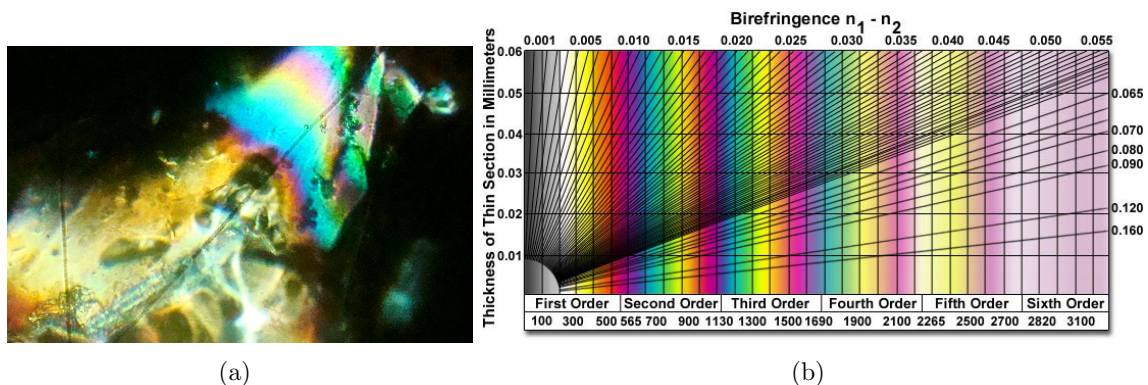 Birefringence n1 - n2
0.001 0.005 0.010 0.015 0.020 0.025 0.030 0.035 0.040 0.045 0.050 0.055
Thickness of Thin Section in Millimeters
0.06
0.05
0.04
0.03
0.02
0.01
0.065
0.070
0.080
0.090
0.120
0.160
First Order Second Order Third Order Fourth Order Fifth Order Sixth Order
100 300 500 565 700 900 1130 1300 1500 1690 1900 2100 2265 2500 2700 2820 3100
(a) (b)